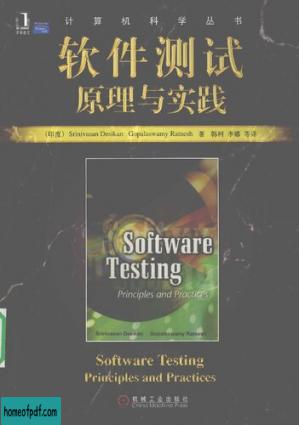 计算机科学丛书
软件测试
原理与实践
(印度) Srinivasan Desikan Gopalaswamy Ramesh 著 韩柯 李娜 等译
Software
Testing
Principles and Practices
Srinivasan Desikan Gopalaswamy Ramesh
Software Testing
Principles and Practices
机械工业出版社
China Machine Press
homeofpdf.com